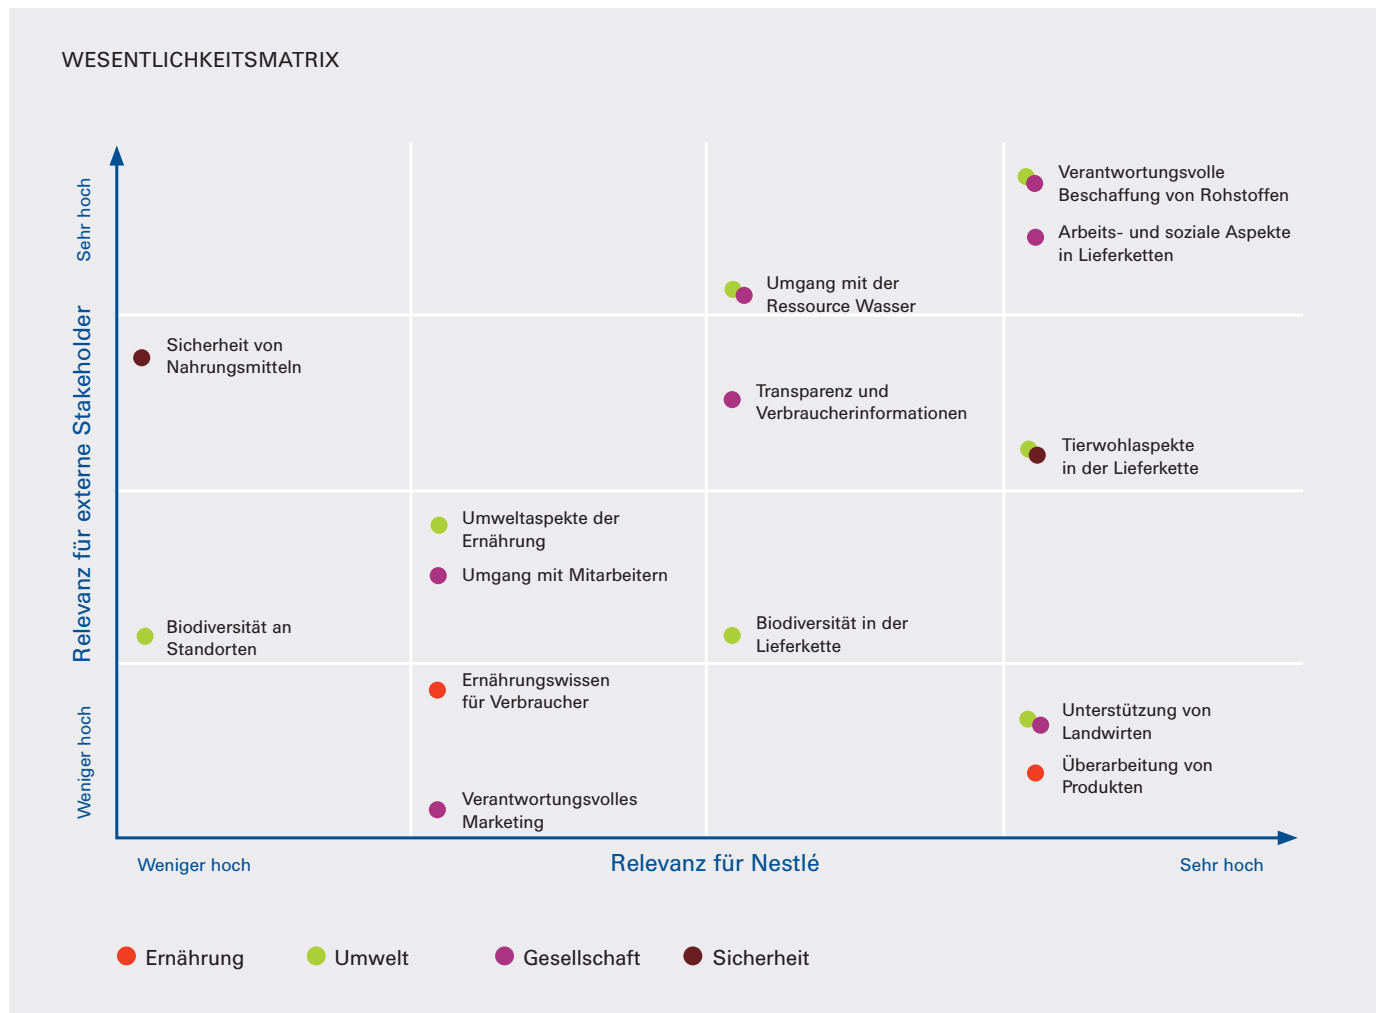 WESENTLICHKEITSMATRIX
Sehr hoch
Relevanz für externe Stakeholder
Weniger hoch
Verantwortungsvolle
Beschaffung von Rohstoffen
Arbeits- und soziale Aspekte
in Lieferketten
Umgang mit der
Ressource Wasser
Sicherheit von
Nahrungsmitteln
Transparenz und
Verbraucherinformationen
Tierwohlaspekte
in der Lieferkette
Umweltaspekte der
Ernährung
Umgang mit Mitarbeitern
Biodiversität an
Standorten
Biodiversität in der
Lieferkette
Ernährungswissen
für Verbraucher
Unterstützung von
Landwirten
Überarbeitung von
Produkten
Verantwortungsvolles
Marketing
Weniger hoch
Relevanz für Nestlé
Sehr hoch
Ernährung
Umwelt
Gesellschaft
Sicherheit